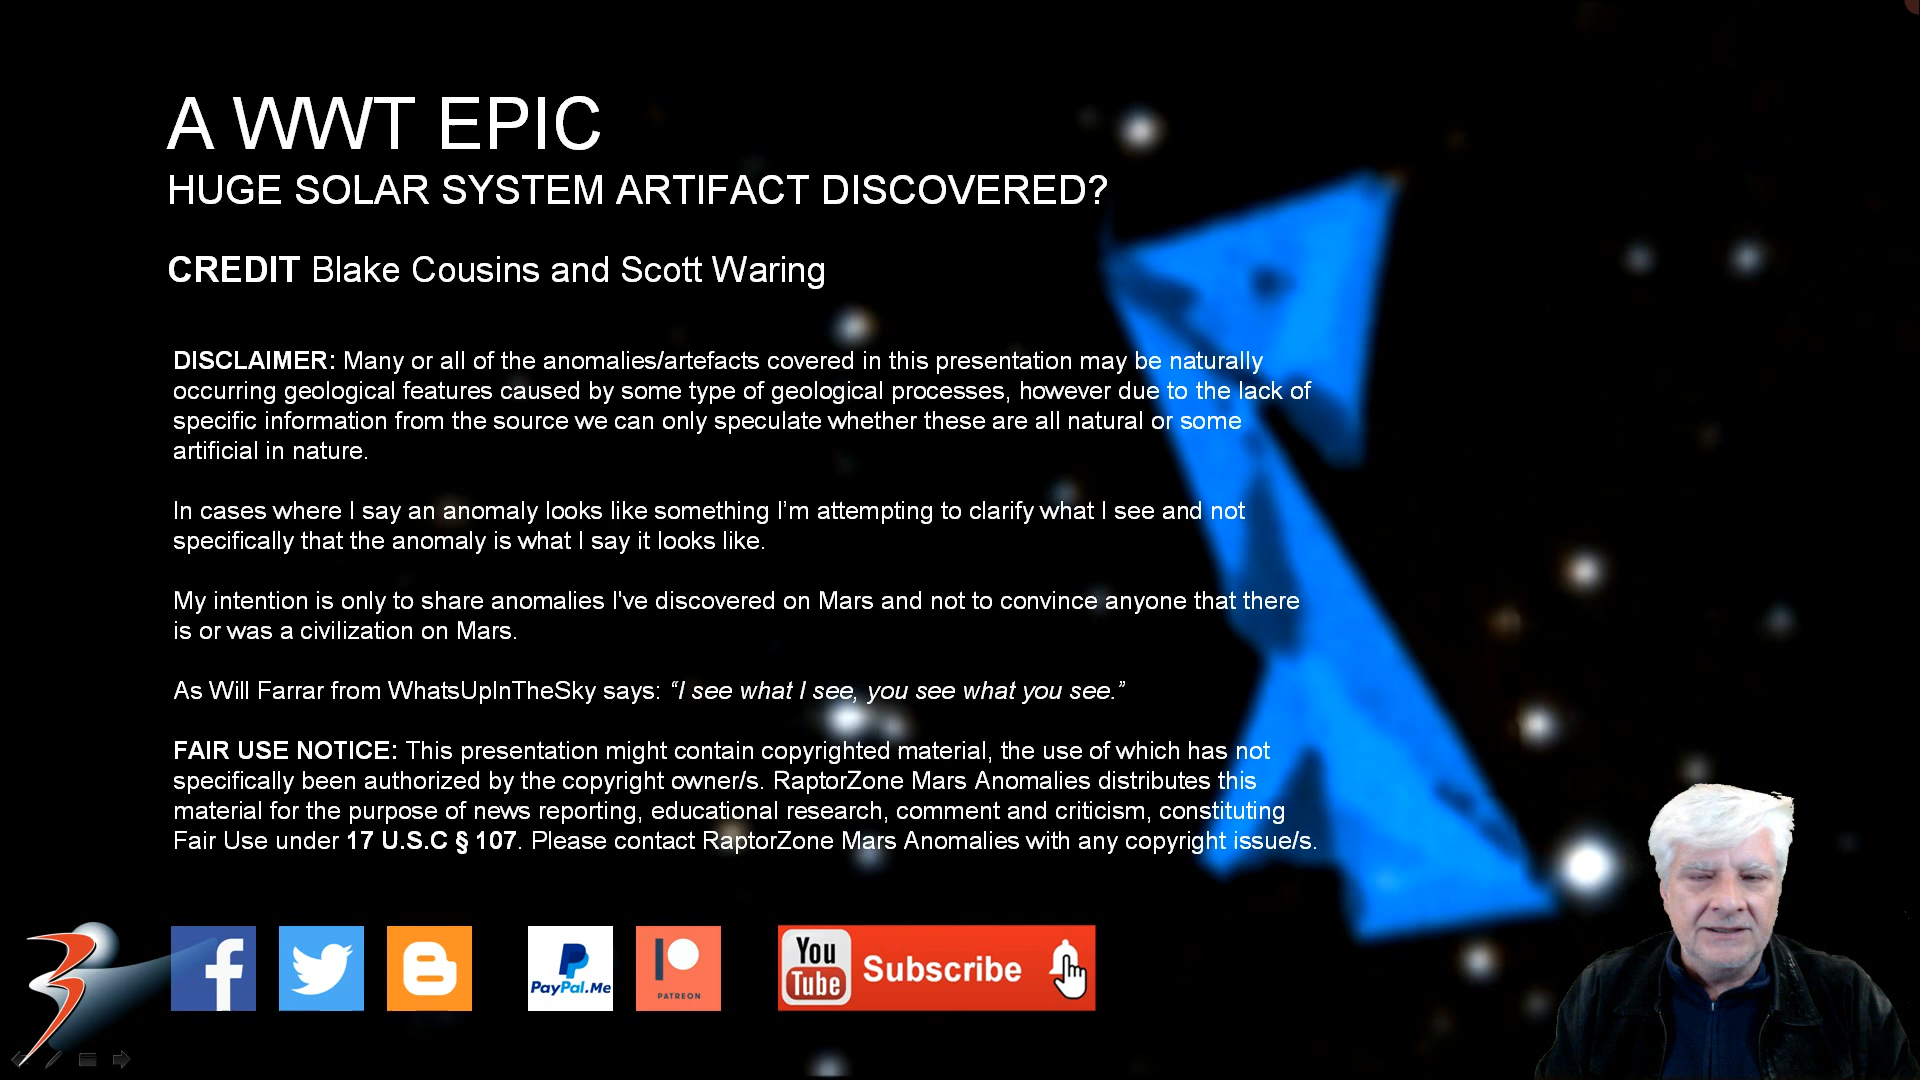 A WWT EPIC
HUGE SOLAR SYSTEM ARTIFACT DISCOVERED?
CREDIT Blake Cousins and Scott Waring
DISCLAIMER: Many or all of the anomalies/artefacts covered in this presentation may be naturally
occurring geological features caused by some type of geological processes, however due to the lack of
specific information from the source we can only speculate whether these are all natural or some
artificial in nature.
In cases where I say an anomaly looks like something I’m attempting to clarify what I see and not
specifically that the anomaly is what I say it looks like.
My intention is only to share anomalies I've discovered on Mars and not to convince anyone that there
is or was a civilization on Mars.
As Will Farrar from WhatsUpInTheSky says: “I see what I see, you see what you see.”
FAIR USE NOTICE: This presentation might contain copyrighted material, the use of which has not
specifically been authorized by the copyright owner/s. RaptorZone Mars Anomalies distributes this
material for the purpose of news reporting, educational research, comment and criticism, constituting
Fair Use under 17 U.S.C § 107. Please contact RaptorZone Mars Anomalies with any copyright issue/s.
PayPal.Me
PATREON
You
Tube
Subscribe